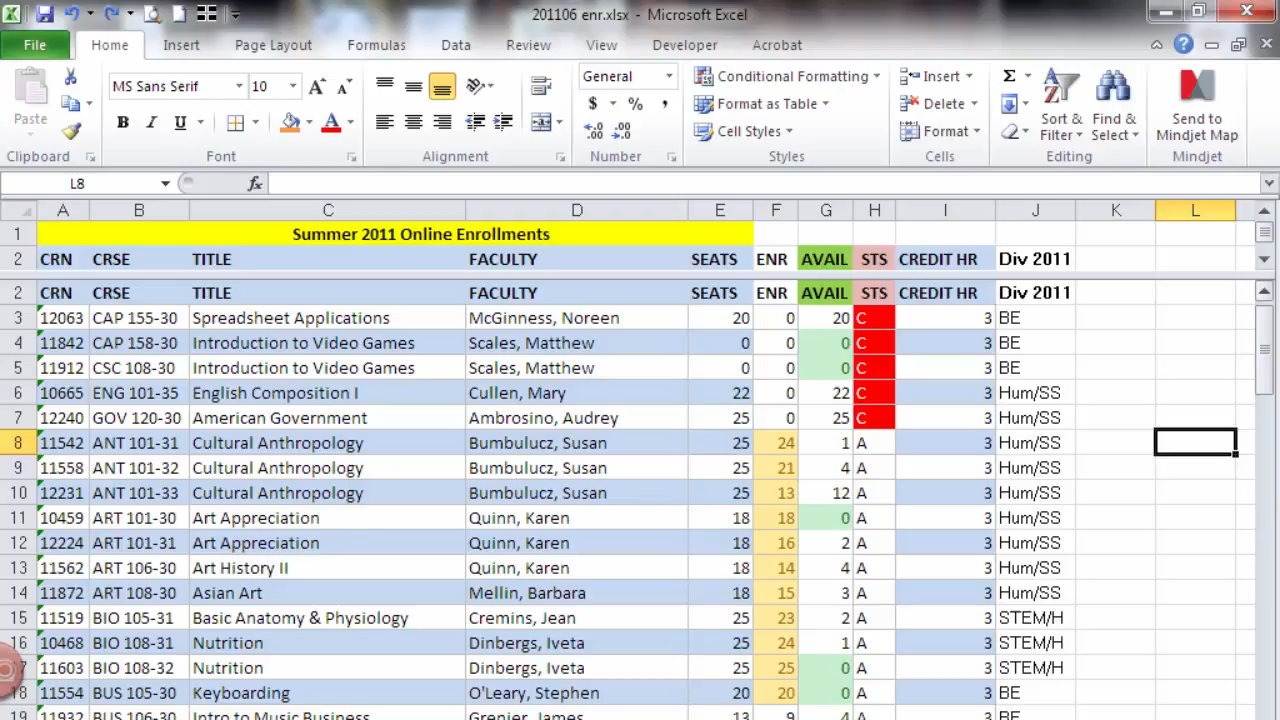 201106 enr.xlsx - Microsoft Excel
File Home Insert Page Layout Formulas Data Review View Developer Acrobat
Paste
MS Sans Serif 10
B I U
General
$ % ,
Conditional Formatting
Format as Table
Cell Styles
Insert
Delete
Format
Σ
Sort & Filter
Find & Select
Send to Mindjet Map
Clipboard Font Alignment Number Styles Cells Editing Mindjet
L8 fx
A B C D E F G H I J K L
1 Summer 2011 Online Enrollments
2 CRN CRSE TITLE FACULTY SEATS ENR AVAIL STS CREDIT HR Div 2011
2 CRN CRSE TITLE FACULTY SEATS ENR AVAIL STS CREDIT HR Div 2011
3 12063 CAP 155-30 Spreadsheet Applications McGinness, Noreen 20 0 20 C 3 BE
4 11842 CAP 158-30 Introduction to Video Games Scales, Matthew 0 0 0 C 3 BE
5 11912 CSC 108-30 Introduction to Video Games Scales, Matthew 0 0 0 C 3 BE
6 10665 ENG 101-35 English Composition I Cullen, Mary 22 0 22 C 3 Hum/SS
7 12240 GOV 120-30 American Government Ambrosino, Audrey 25 0 25 C 3 Hum/SS
8 11542 ANT 101-31 Cultural Anthropology Bumbulucz, Susan 25 24 1 A 3 Hum/SS
9 11558 ANT 101-32 Cultural Anthropology Bumbulucz, Susan 25 21 4 A 3 Hum/SS
10 12231 ANT 101-33 Cultural Anthropology Bumbulucz, Susan 25 13 12 A 3 Hum/SS
11 10459 ART 101-30 Art Appreciation Quinn, Karen 18 18 0 A 3 Hum/SS
12 12224 ART 101-31 Art Appreciation Quinn, Karen 18 16 2 A 3 Hum/SS
13 11562 ART 106-30 Art History II Quinn, Karen 18 14 4 A 3 Hum/SS
14 11872 ART 108-30 Asian Art Mellin, Barbara 18 15 3 A 3 Hum/SS
15 11519 BIO 105-31 Basic Anatomy & Physiology Cremins, Jean 25 23 2 A 3 STEM/H
16 10468 BIO 108-31 Nutrition Dinbergs, Iveta 25 24 1 A 3 STEM/H
17 11603 BIO 108-32 Nutrition Dinbergs, Iveta 25 25 0 A 3 STEM/H
18 11554 BUS 105-30 Keyboarding O'Leary, Stephen 20 20 0 A 3 BE
19 11932 BUS 106-30 Intro to Music Business Grenier, James 13 9 4 A 3 BE